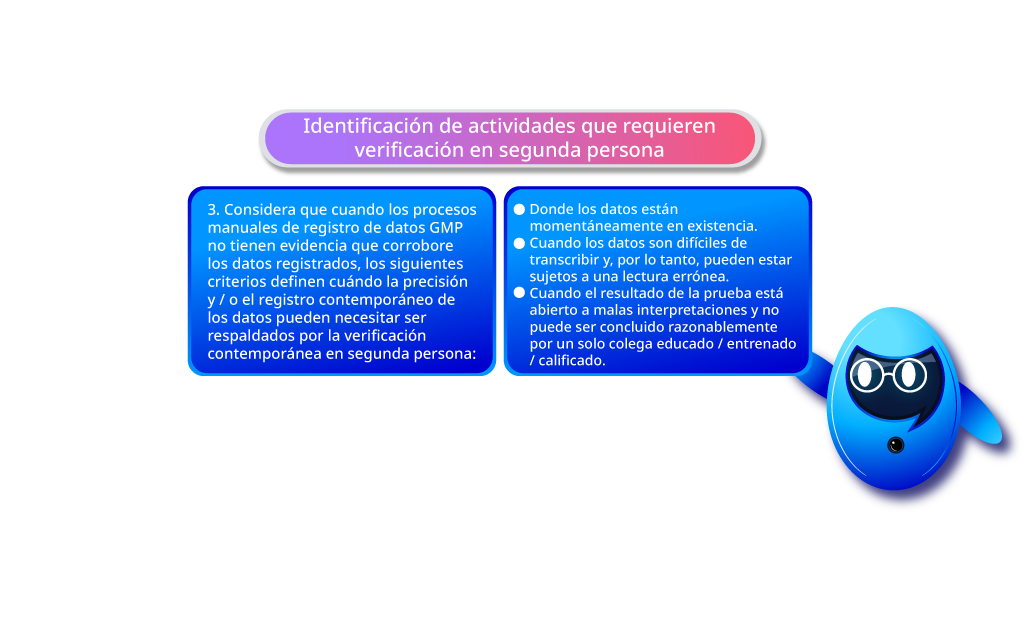 Identificación de actividades que requieren
verificación en segunda persona
3. Considera que cuando los procesos
manuales de registro de datos GMP
no tienen evidencia que corrobore
los datos registrados, los siguientes
criterios definen cuándo la precisión
y / o el registro contemporáneo de
los datos pueden necesitar ser
respaldados por la verificación
contemporánea en segunda persona:
● Donde los datos están
momentáneamente en existencia.
● Cuando los datos son difíciles de
transcribir y, por lo tanto, pueden estar
sujetos a una lectura errónea.
● Cuando el resultado de la prueba está
abierto a malas interpretaciones y no
puede ser concluido razonablemente
por un solo colega educado / entrenado
/ calificado.